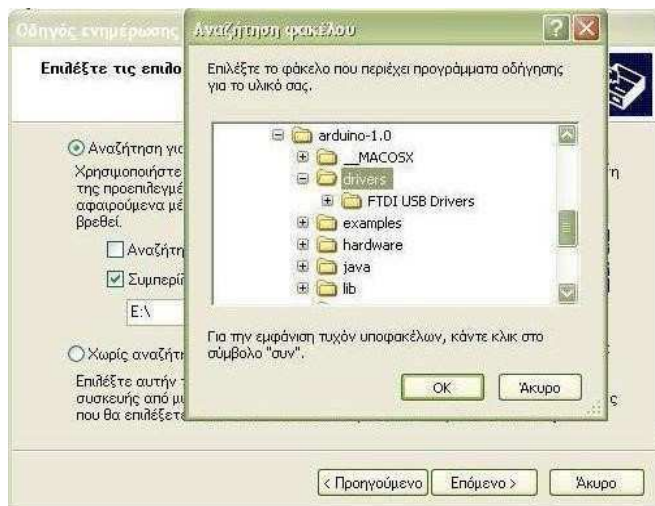 Οδηγός ενημέρωσης
Αναζήτηση φακέλου
Επιλέξτε τις επιλο
Επιλέξτε το φάκελο που περιέχει προγράμματα οδήγησης
για το υλικό σας.
arduino-1.0
__MACOSX
drivers
FTDI USB Drivers
examples
hardware
java
lib
Για την εμφάνιση τυχόν υποφακέλων, κάντε κλικ στο
σύμβολο "συν".
OK
Άκυρο
Αναζήτηση για
Χρησιμοποιήστε
της προεπιλεγμέ
αφαιρούμενα μέ
βρεθεί.
Αναζήτη
Συμπερίλ
E:\
Χωρίς αναζήτη
Επιλέξτε αυτήν τ
συσκευής από μι
που θα επιλέξετε
< Προηγούμενο
Επόμενο >
Άκυρο